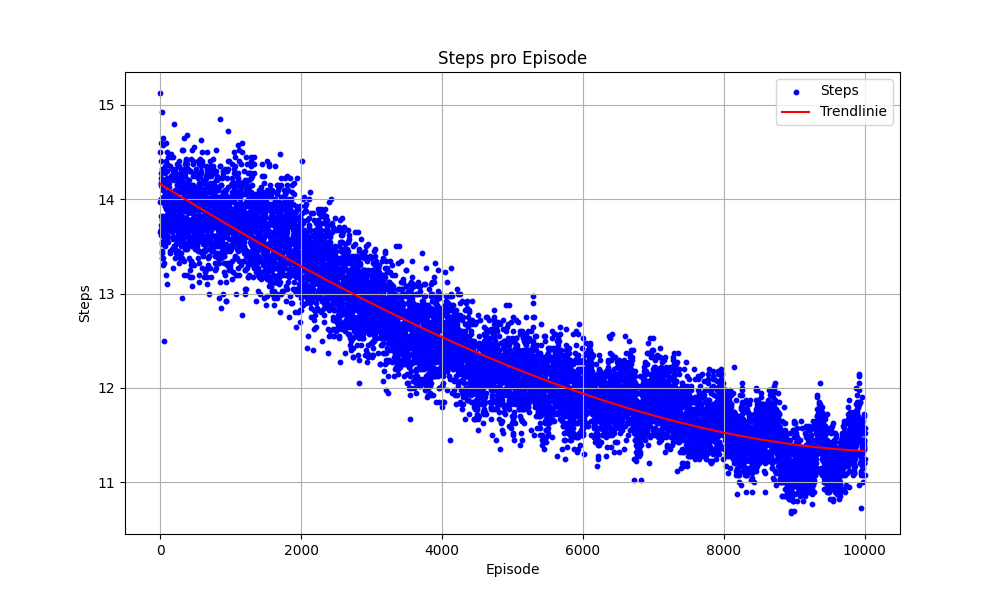 Steps pro Episode
Steps
Trendlinie
15
14
13
12
11
Steps
0 2000 4000 6000 8000 10000
Episode